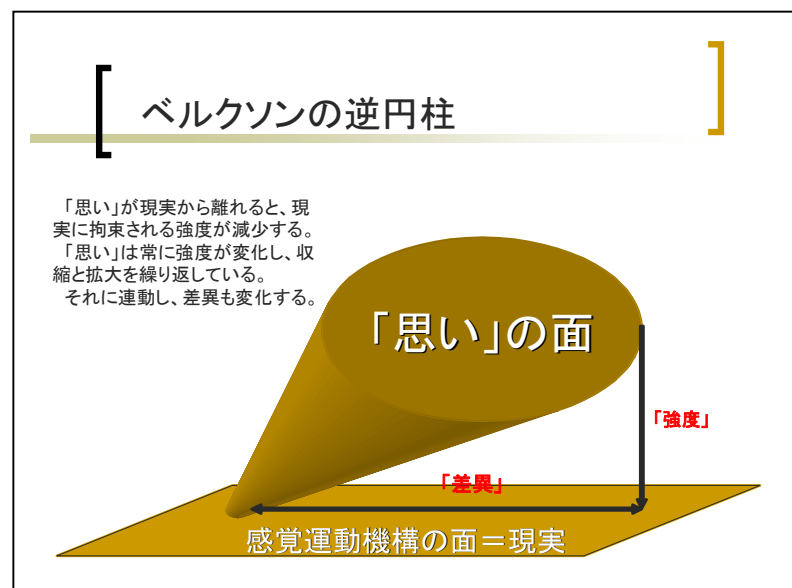 ベルクソンの逆円柱
「思い」が現実から離れると、現
実に拘束される強度が減少する。
「思い」は常に強度が変化し、収
縮と拡大を繰り返している。
それに連動し、差異も変化する。
「思い」の面
「強度」
「差異」
感覚運動機構の面＝現実